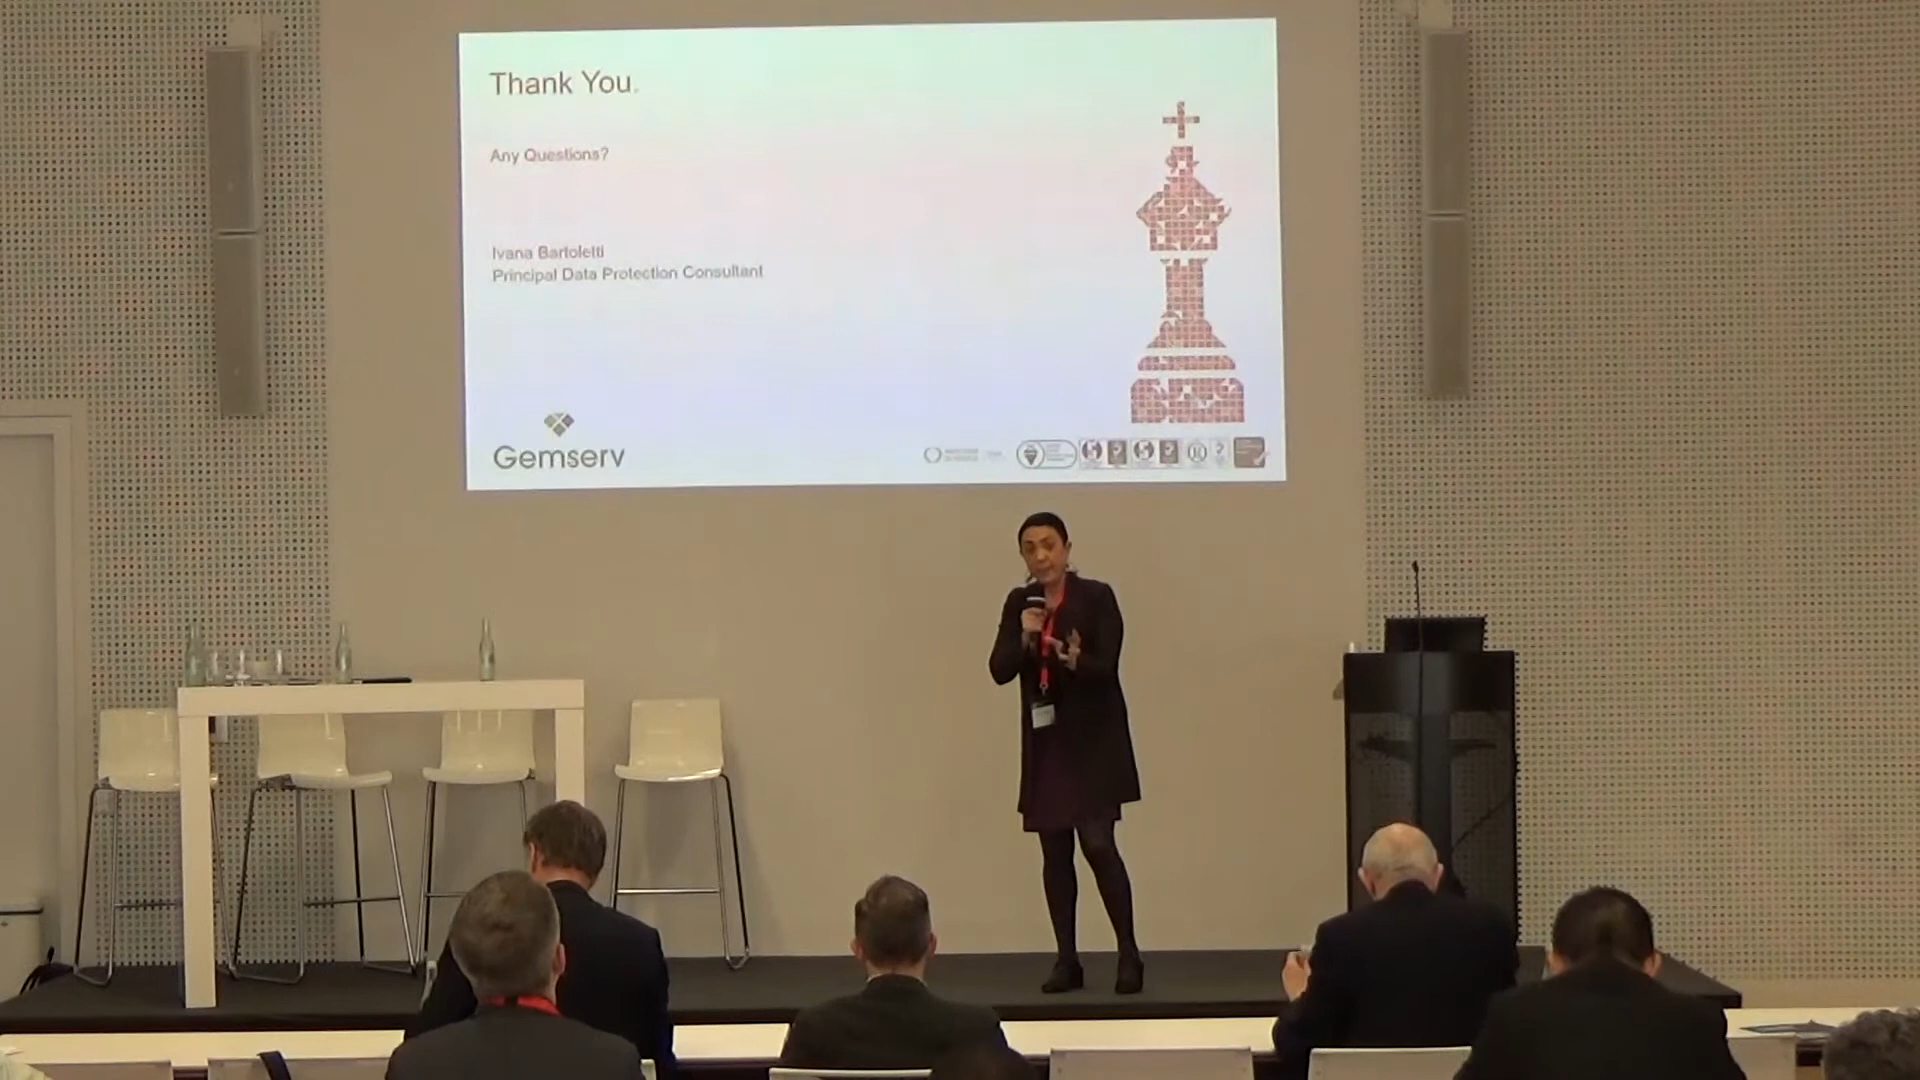 Thank You.
Any Questions?
Ivana Bartoletti
Principal Data Protection Consultant
Gemserv